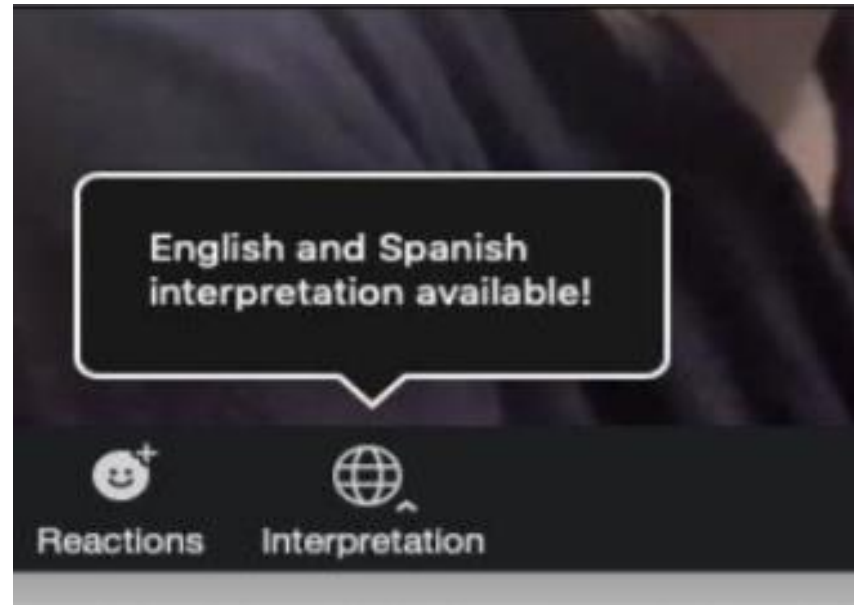 English and Spanish
interpretation available!
Reactions
Interpretation